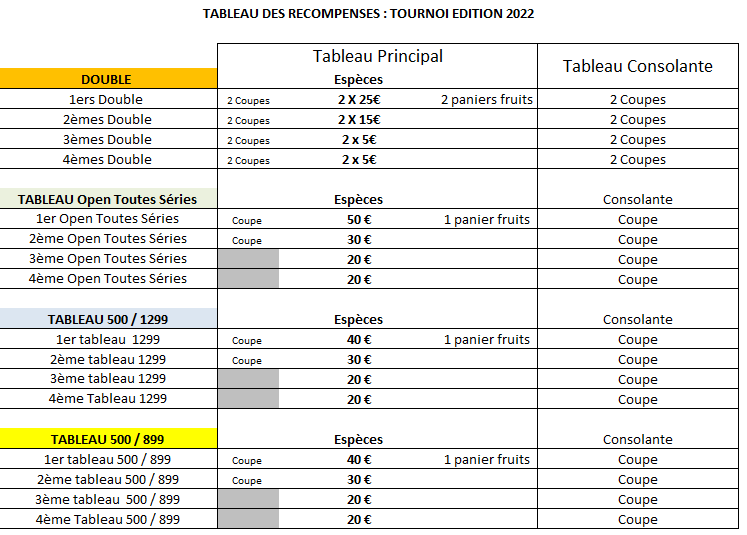 TABLEAU DES RECOMPENSES : TOURNOI EDITION 2022
Tableau Principal Tableau Consolante
DOUBLE Espèces
1ers Double 2 Coupes 2 X 25€ 2 paniers fruits 2 Coupes
2èmes Double 2 Coupes 2 X 15€ 2 Coupes
3èmes Double 2 Coupes 2 x 5€ 2 Coupes
4èmes Double 2 Coupes 2 x 5€ 2 Coupes
TABLEAU Open Toutes Séries Espèces Consolante
1er Open Toutes Séries Coupe 50 € 1 panier fruits Coupe
2ème Open Toutes Séries Coupe 30 € Coupe
3ème Open Toutes Séries 20 € Coupe
4ème Open Toutes Séries 20 € Coupe
TABLEAU 500 / 1299 Espèces Consolante
1er tableau 1299 Coupe 40 € 1 panier fruits Coupe
2ème tableau 1299 Coupe 30 € Coupe
3ème tableau 1299 20 € Coupe
4ème Tableau 1299 20 € Coupe
TABLEAU 500 / 899 Espèces Consolante
1er tableau 500 / 899 Coupe 40 € 1 panier fruits Coupe
2ème tableau 500 / 899 Coupe 30 € Coupe
3ème tableau 500 / 899 20 € Coupe
4ème Tableau 500 / 899 20 € Coupe